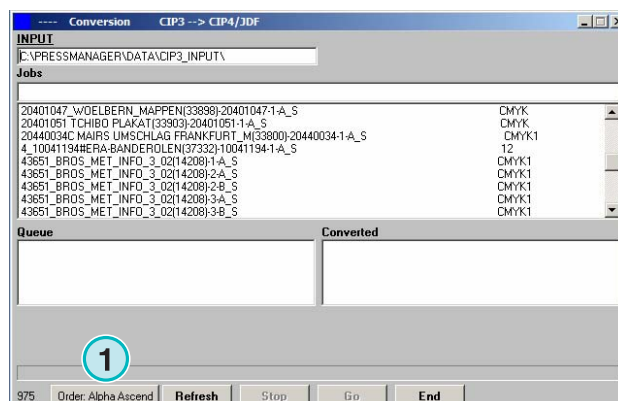 ---- Conversion CIP3 --> CIP4/JDF
INPUT
C:\PRESSMANAGER\DATA\CIP3_INPUT\
Jobs
20401047_WOELBERN_MAPPEN(33898)-20401047-1-A_S CMYK
20401051 TCHIBO PLAKAT(33903)-20401051-1-A_S CMYK
20440034C MAIRS UMSCHLAG FRANKFURT_M(33800)-20440034-1-A_S CMYK1
4_10041194#ERA-BANDEROLEN(37332)-10041194-1-A_S 12
43651_BROS_MET_INFO_3_02(14208)-1-A_S CMYK1
43651_BROS_MET_INFO_3_02(14208)-2-A_S CMYK1
43651_BROS_MET_INFO_3_02(14208)-2-B_S CMYK1
43651_BROS_MET_INFO_3_02(14208)-3-A_S CMYK1
43651_BROS_MET_INFO_3_02(14208)-3-B_S CMYK1
Queue Converted
1
975 Order: Alpha Ascend Refresh Stop Go End